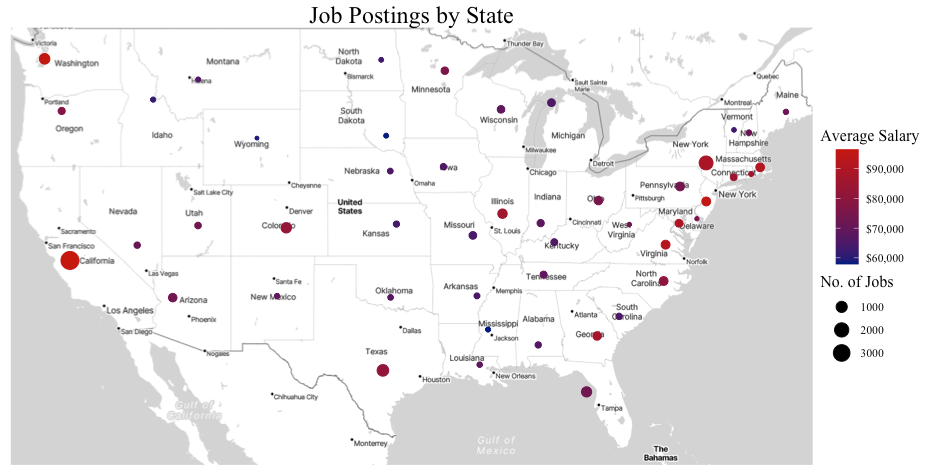 Job Postings by State
Victoria
Washington
Portland
Oregon
Montana
Helena
Idaho
Wyoming
North
Dakota
Bismarck
South
Dakota
Minnesota
Thunder Bay
Sault Sainte
Marie
Wisconsin
Michigan
Milwaukee
Detroit
Chicago
Quebec
Montreal
Maine
Vermont
New
Hampshire
New York
Massachusetts
Connecticut
New York
Pennsylvania
Pittsburgh
Maryland
Delaware
Nebraska
Iowa
Omaha
Salt Lake City
Cheyenne
Nevada
Utah
Denver
Colorado
United
States
Kansas
Missouri
Illinois
St. Louis
Indiana
Ohio
Cincinnati
West
Virginia
Virginia
Kentucky
Norfolk
Sacramento
San Francisco
California
Las Vegas
Los Angeles
San Diego
Arizona
Phoenix
Nogales
Santa Fe
New Mexico
Oklahoma
Arkansas
Memphis
Tennessee
North
Carolina
South
Carolina
Mississippi
Jackson
Alabama
Atlanta
Georgia
Dallas
Texas
Houston
Louisiana
New Orleans
Tampa
Chihuahua City
Monterrey
Gulf of
California
Gulf of
Mexico
The
Bahamas
Average Salary
$90,000
$80,000
$70,000
$60,000
No. of Jobs
1000
2000
3000